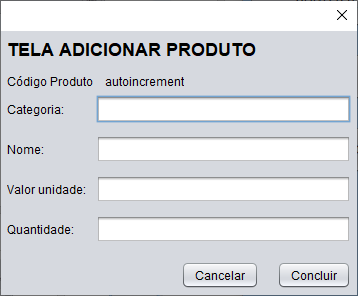 TELA ADICIONAR PRODUTO
Código Produto autoincrement
Categoria:
Nome:
Valor unidade:
Quantidade:
Cancelar Concluir